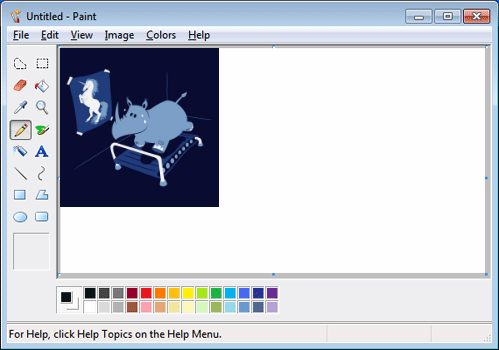 Untitled - Paint
File Edit View Image Colors Help
A
For Help, click Help Topics on the Help Menu.